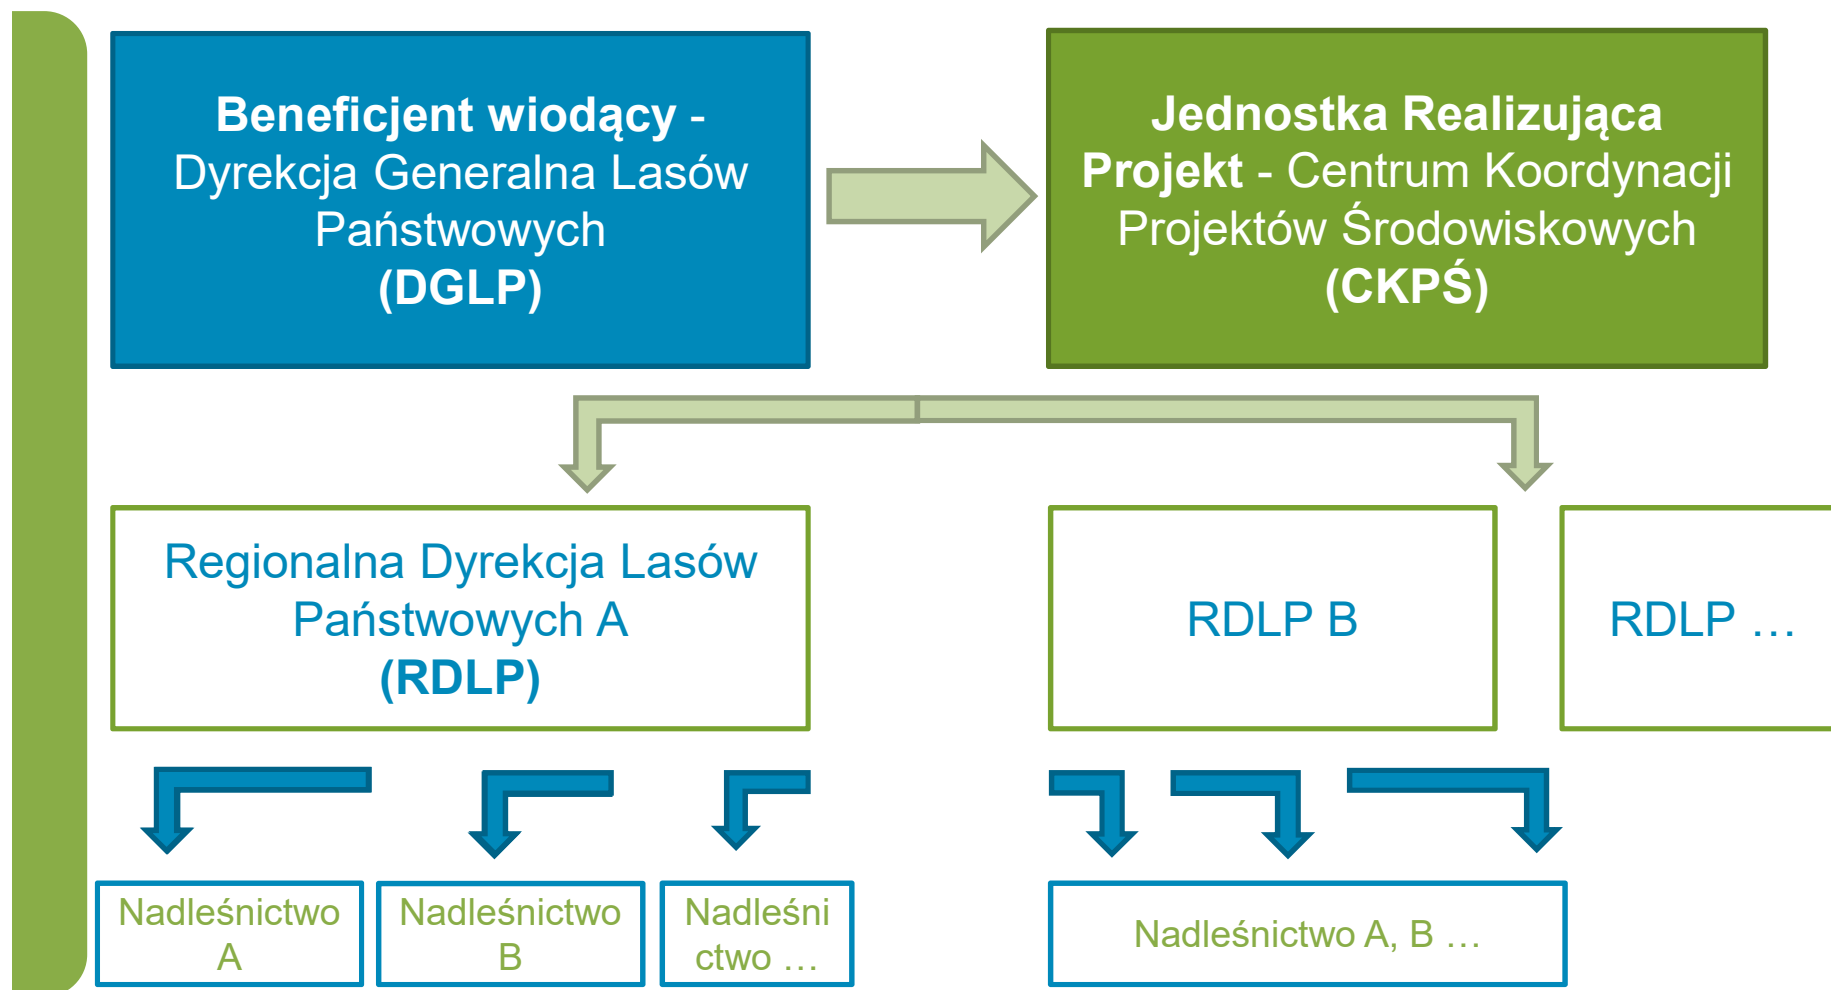 Beneficjent wiodący -
Dyrekcja Generalna Lasów
Państwowych
(DGLP)
Jednostka Realizująca
Projekt - Centrum Koordynacji
Projektów Środowiskowych
(CKPŚ)
Regionalna Dyrekcja Lasów
Państwowych A
(RDLP)
RDLP B
RDLP …
Nadleśnictwo
A
Nadleśnictwo
B
Nadleśni
ctwo …
Nadleśnictwo A, B …